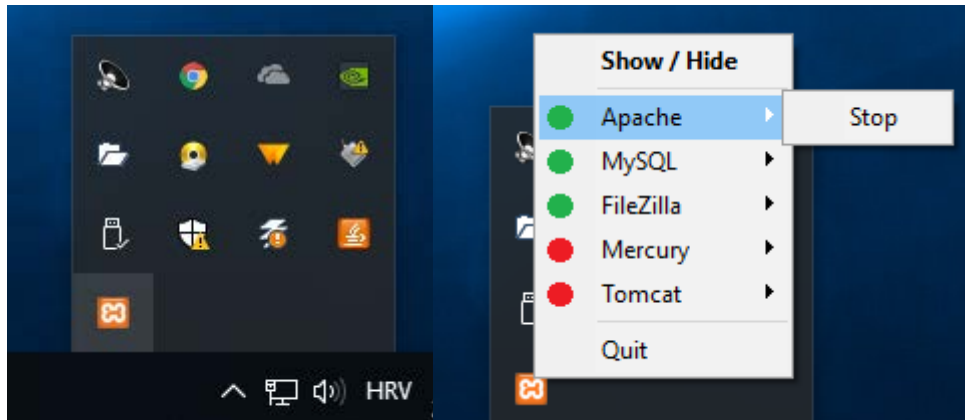 HRV
Show / Hide
Apache
Stop
MySQL
FileZilla
Mercury
Tomcat
Quit